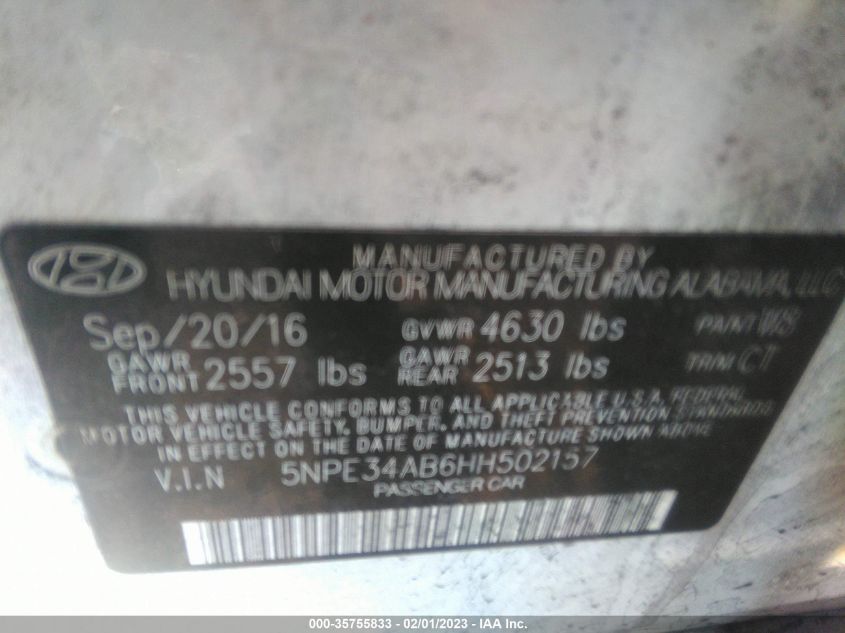 MANUFACTURED BY
HYUNDAI MOTOR MANUFACTURING ALABAMA, LLC
Sep/20/16 GVWR 4630 lbs PAINT W8
GAWR FRONT 2557 lbs GAWR REAR 2513 lbs TRIM CT
THIS VEHICLE CONFORMS TO ALL APPLICABLE U.S.A. FEDERAL
MOTOR VEHICLE SAFETY, BUMPER, AND THEFT PREVENTION STANDARDS
IN EFFECT ON THE DATE OF MANUFACTURE SHOWN ABOVE
V.I.N 5NPE34AB6HH502157
PASSENGER CAR
000-35755833 - 02/01/2023 - © IAA Inc.